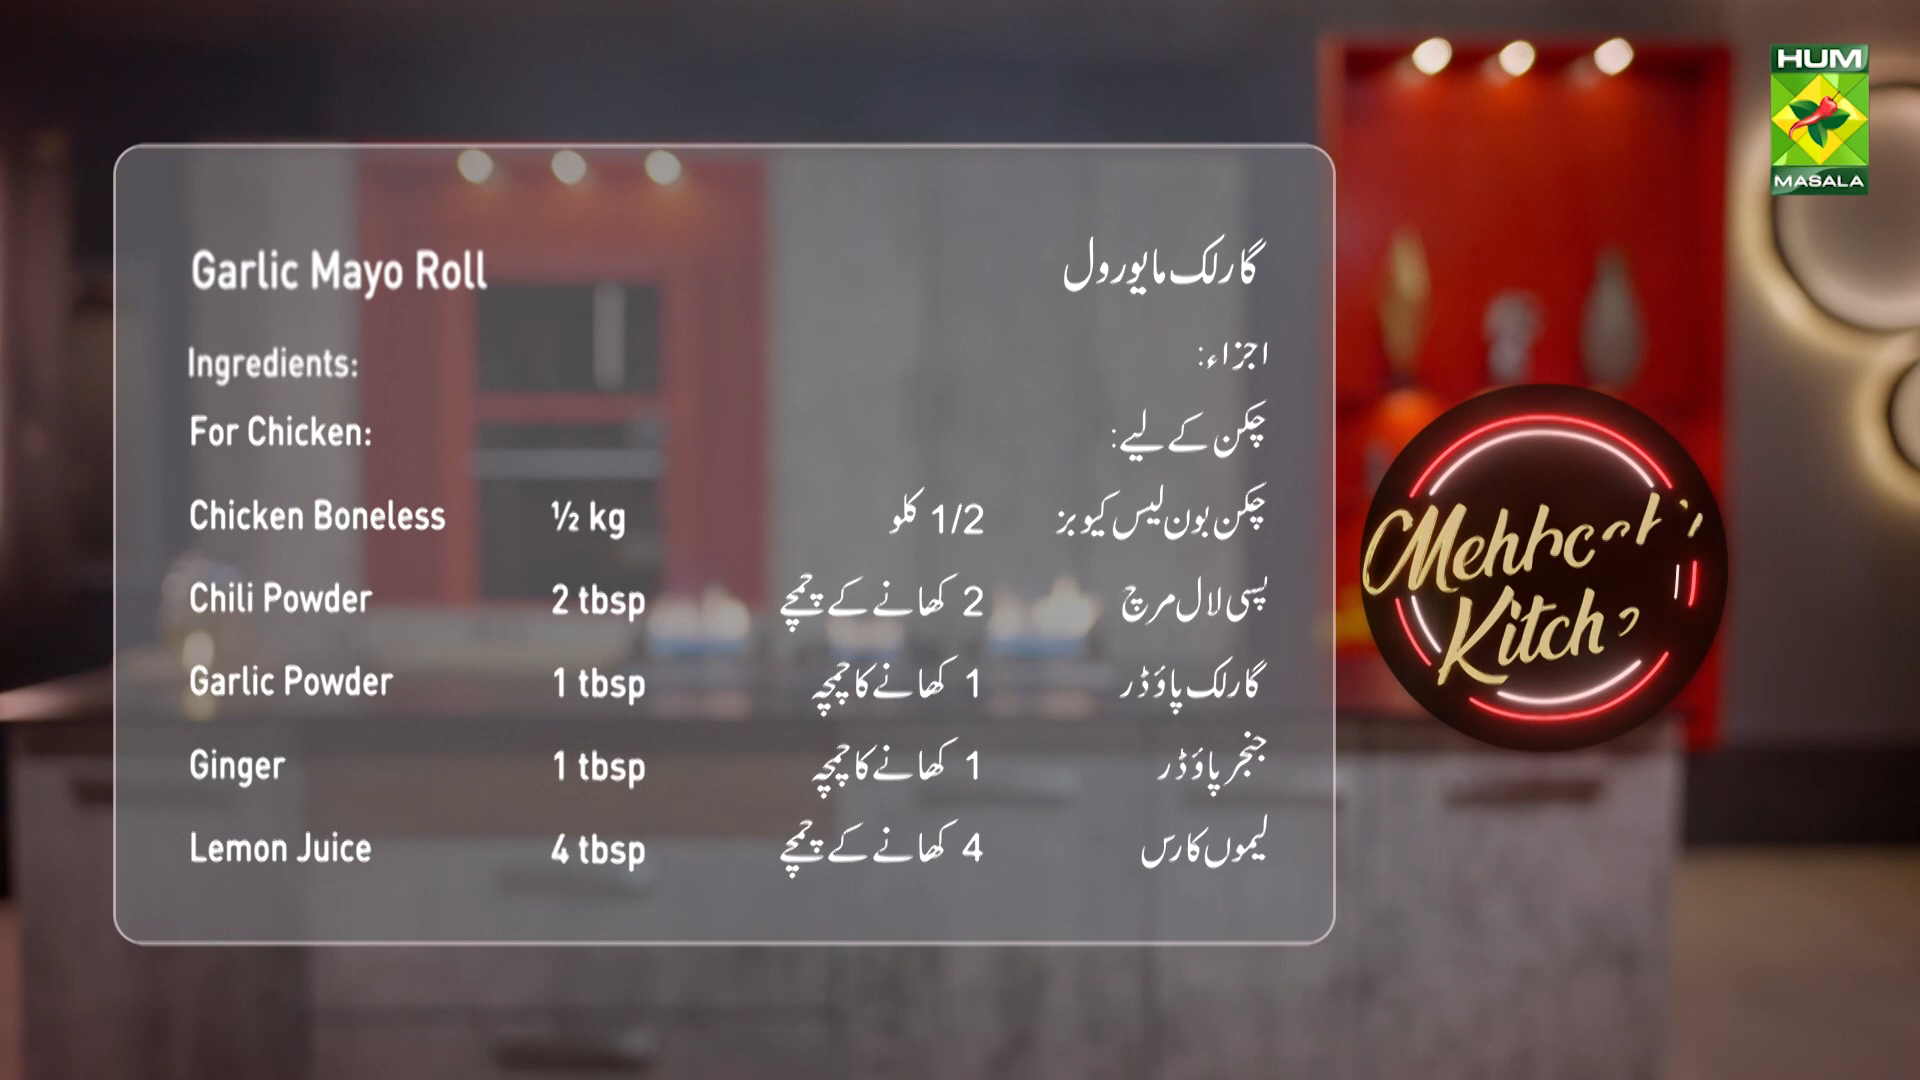 HUM
MASALA
Garlic Mayo Roll گارلک مایو رول
Ingredients: اجزاء:
For Chicken: چکن کے لیے:
Chicken Boneless ½ kg چکن بون لیس کیوبز 1/2 کلو
Chili Powder 2 tbsp پسی لال مرچ 2 کھانے کے چمچے
Garlic Powder 1 tbsp گارلک پاؤڈر 1 کھانے کا چمچہ
Ginger 1 tbsp جنجر پاؤڈر 1 کھانے کا چمچہ
Lemon Juice 4 tbsp لیموں کا رس 4 کھانے کے چمچے